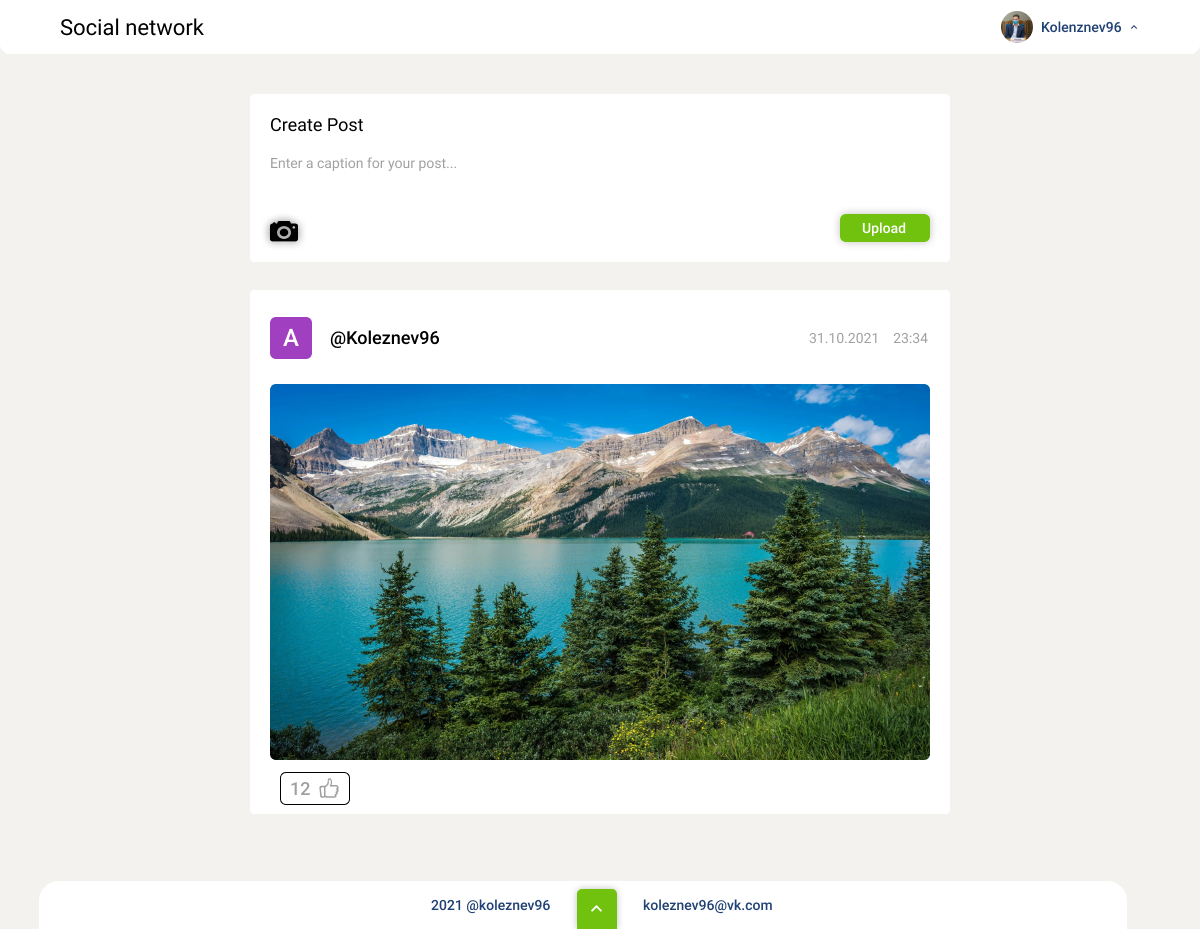 Social network
Kolenznev96
Create Post
Enter a caption for your post...
Upload
A
@Koleznev96
31.10.2021 23:34
12
2021 @koleznev96
koleznev96@vk.com